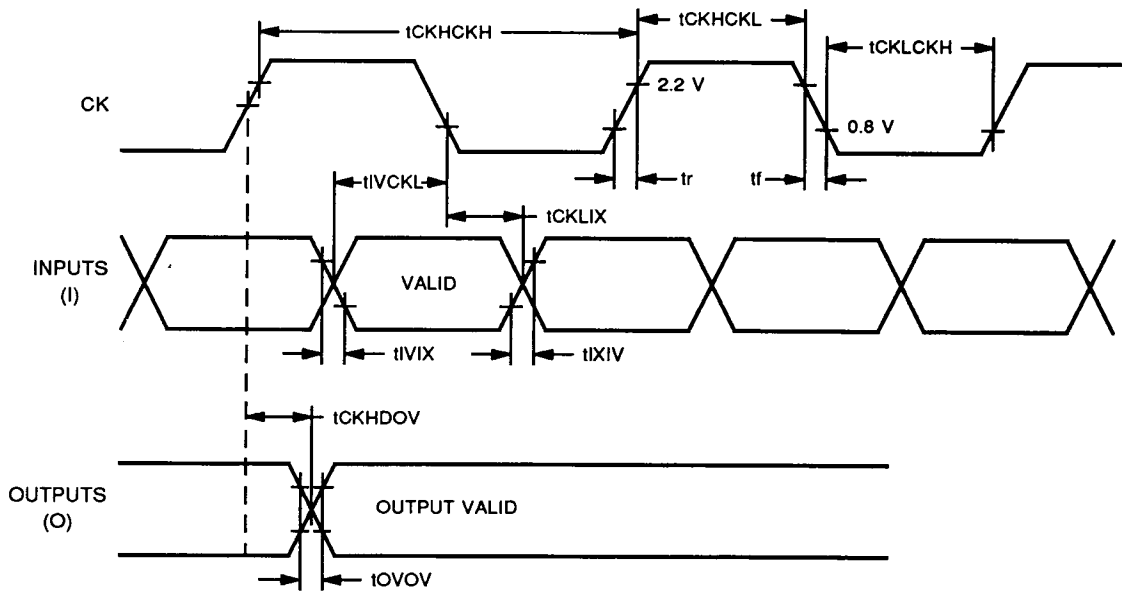 tCKHCKH
tCKHCKL
tCKLCKH
CK
2.2 V
0.8 V
tIVCKL
tr
tf
tCKLIX
INPUTS
(I)
VALID
tIVIX
tIXIV
tCKHDOV
OUTPUTS
(O)
OUTPUT VALID
tOVOV